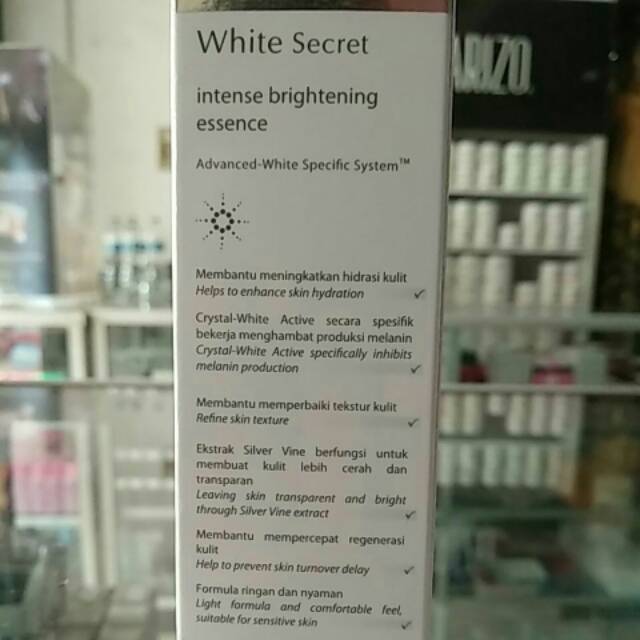 White Secret
intense brightening
essence
Advanced-White Specific System™
Membantu meningkatkan hidrasi kulit
Helps to enhance skin hydration
Crystal-White Active secara spesifik
bekerja menghambat produksi melanin
Crystal-White Active specifically inhibits
melanin production
Membantu memperbaiki tekstur kulit
Refine skin texture
Ekstrak Silver Vine berfungsi untuk
membuat kulit lebih cerah dan
transparan
Leaving skin transparent and bright
through Silver Vine extract
Membantu mempercepat regenerasi
kulit
Help to prevent skin turnover delay
Formula ringan dan nyaman
Light formula and comfortable feel,
suitable for sensitive skin
ARIZO